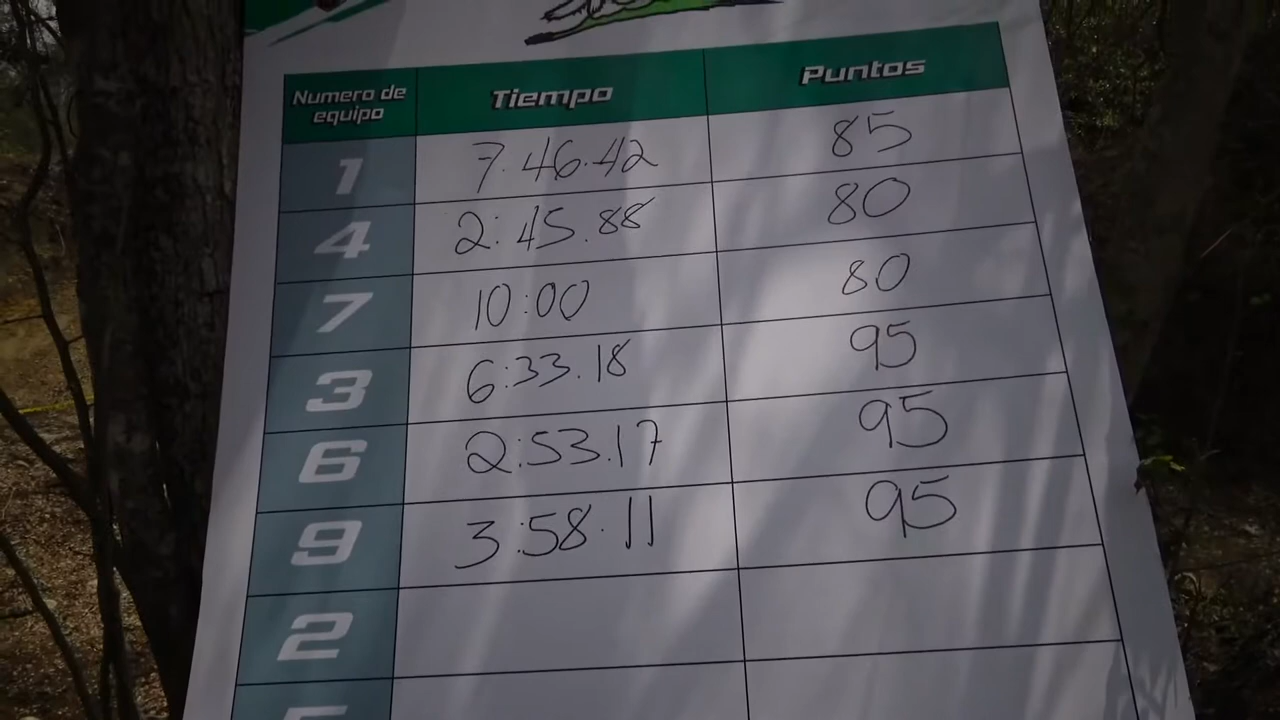 Numero de equipo Tiempo Puntos
1 7.46.42 85
4 2:45.88 80
7 10:00 80
3 6:33.18 95
6 2:53.17 95
9 3:58.11 95
2